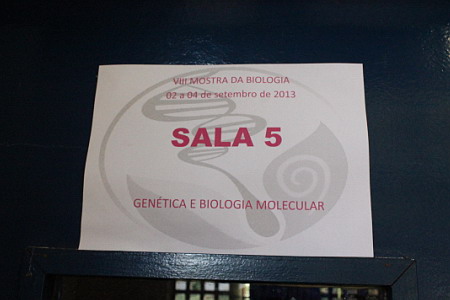 VIII MOSTRA DA BIOLOGIA
02 a 04 de setembro de 2013
SALA 5
GENÉTICA E BIOLOGIA MOLECULAR